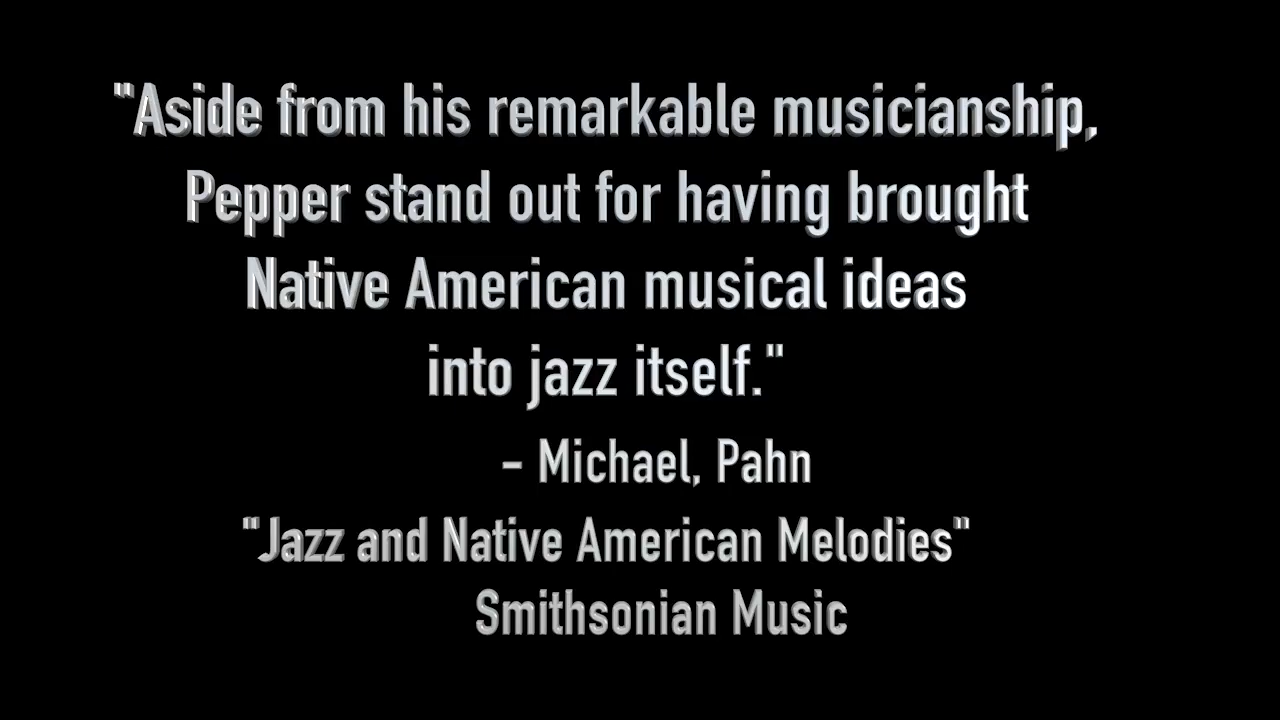 "Aside from his remarkable musicianship,
Pepper stand out for having brought
Native American musical ideas
into jazz itself."
– Michael, Pahn
"Jazz and Native American Melodies"
Smithsonian Music